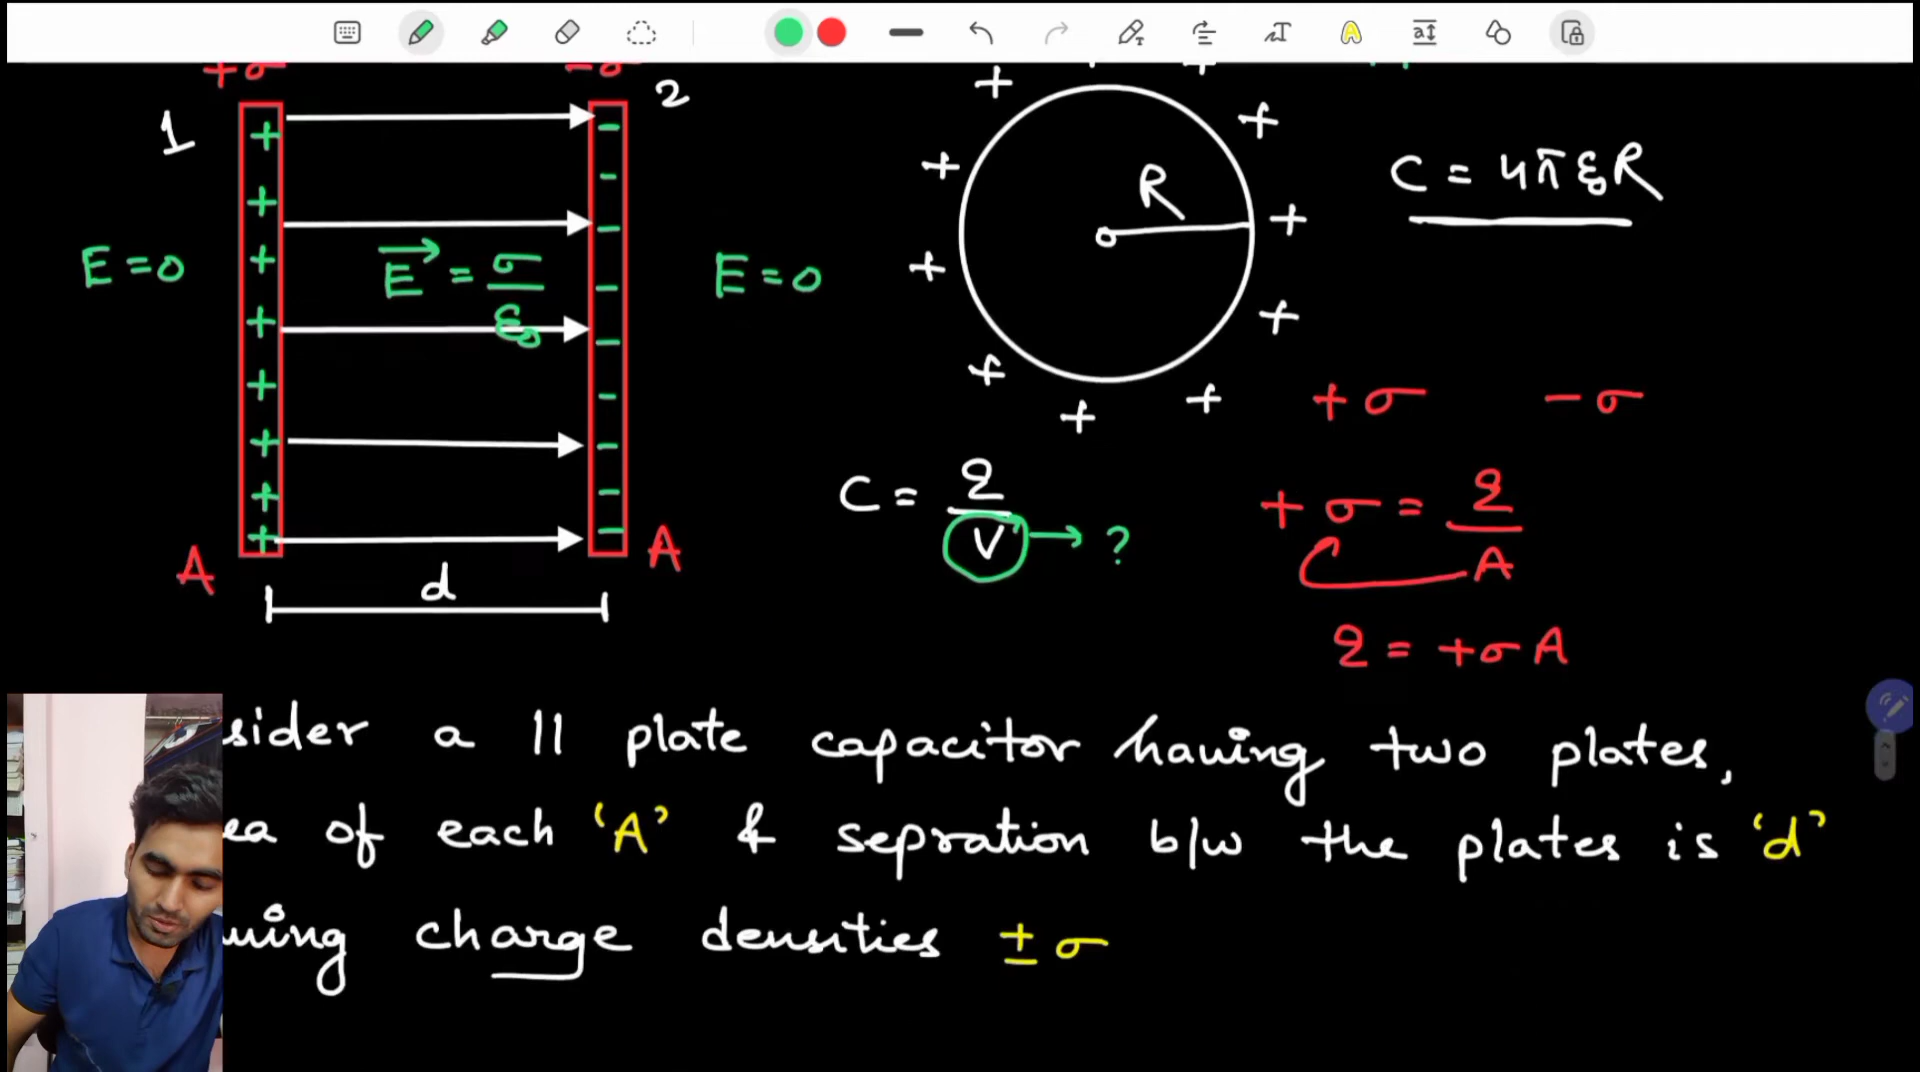 +σ −σ
1 2
E = 0 E⃗ = σ/ε₀ E = 0
A d A
R
C = 4πε₀R
+σ −σ
C = q/V → ?
+σ = q/A
q = +σA
sider a || plate capacitor having two plates,
ea of each 'A' & sepration b/w the plates is 'd'
charge densities ± σ